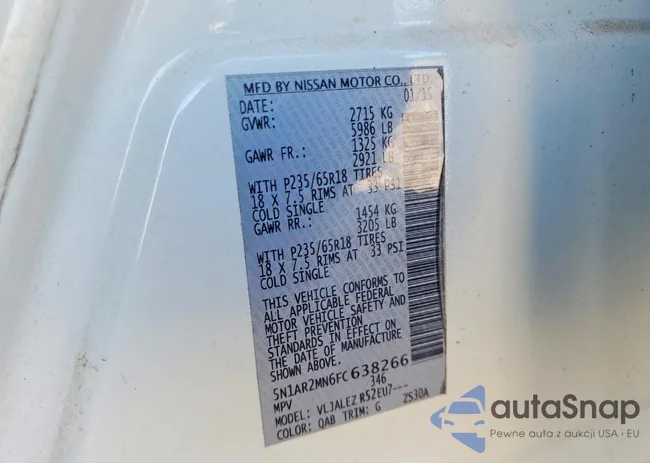 MFD BY NISSAN MOTOR CO., LTD.
DATE: 01/15
GVWR: 2715 KG
5986 LB
GAWR FR.: 1325 KG
2921 LB
WITH P235/65R18 TIRES
18 X 7.5 RIMS AT 33 PSI
COLD SINGLE
GAWR RR.: 1454 KG
3205 LB
WITH P235/65R18 TIRES
18 X 7.5 RIMS AT 33 PSI
COLD SINGLE
THIS VEHICLE CONFORMS TO
ALL APPLICABLE FEDERAL
MOTOR VEHICLE SAFETY AND
THEFT PREVENTION
STANDARDS IN EFFECT ON
THE DATE OF MANUFACTURE
SHOWN ABOVE.
5N1AR2MN6FC638266
MPV 346
MODEL: VLJALEZ R52EU7---
COLOR: QAB TRIM: G ZS30A
autoSnap
Pewne auta z aukcji USA i EU